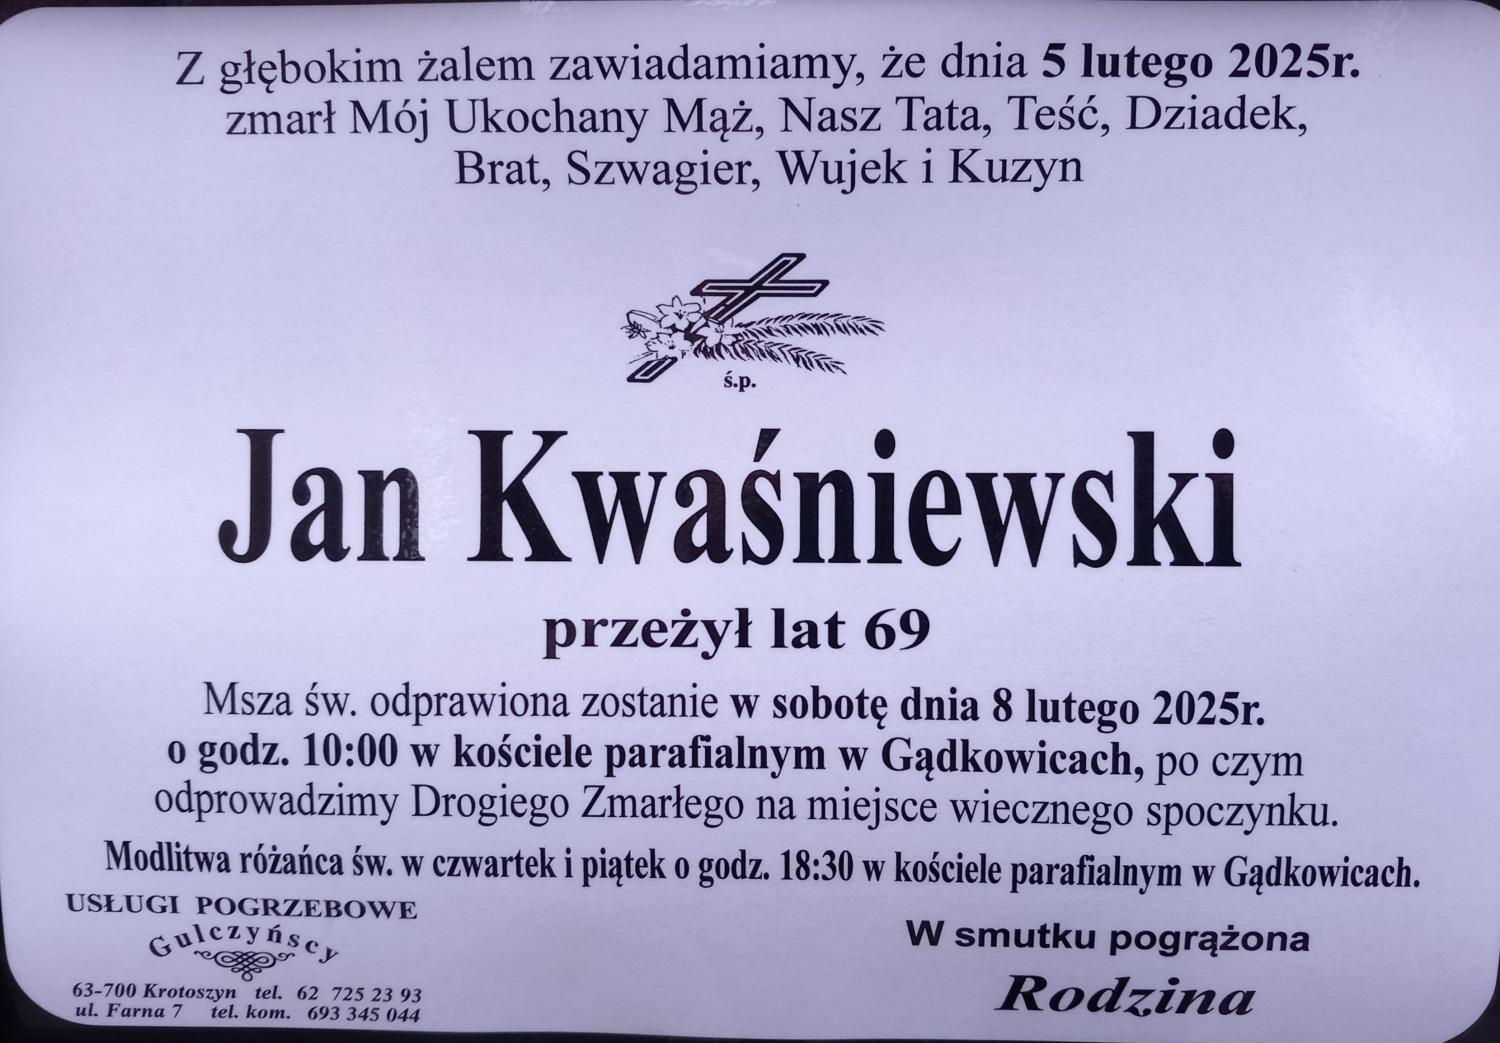 Z głębokim żalem zawiadamiamy, że dnia 5 lutego 2025r.
zmarł Mój Ukochany Mąż, Nasz Tata, Teść, Dziadek,
Brat, Szwagier, Wujek i Kuzyn
ś.p.
Jan Kwaśniewski
przeżył lat 69
Msza św. odprawiona zostanie w sobotę dnia 8 lutego 2025r.
o godz. 10:00 w kościele parafialnym w Gądkowicach, po czym
odprowadzimy Drogiego Zmarłego na miejsce wiecznego spoczynku.
Modlitwa różańca św. w czwartek i piątek o godz. 18:30 w kościele parafialnym w Gądkowicach.
USŁUGI POGRZEBOWE
Gulczyńscy
63-700 Krotoszyn tel. 62 725 23 93
ul. Farna 7 tel. kom. 693 345 044
W smutku pogrążona
Rodzina